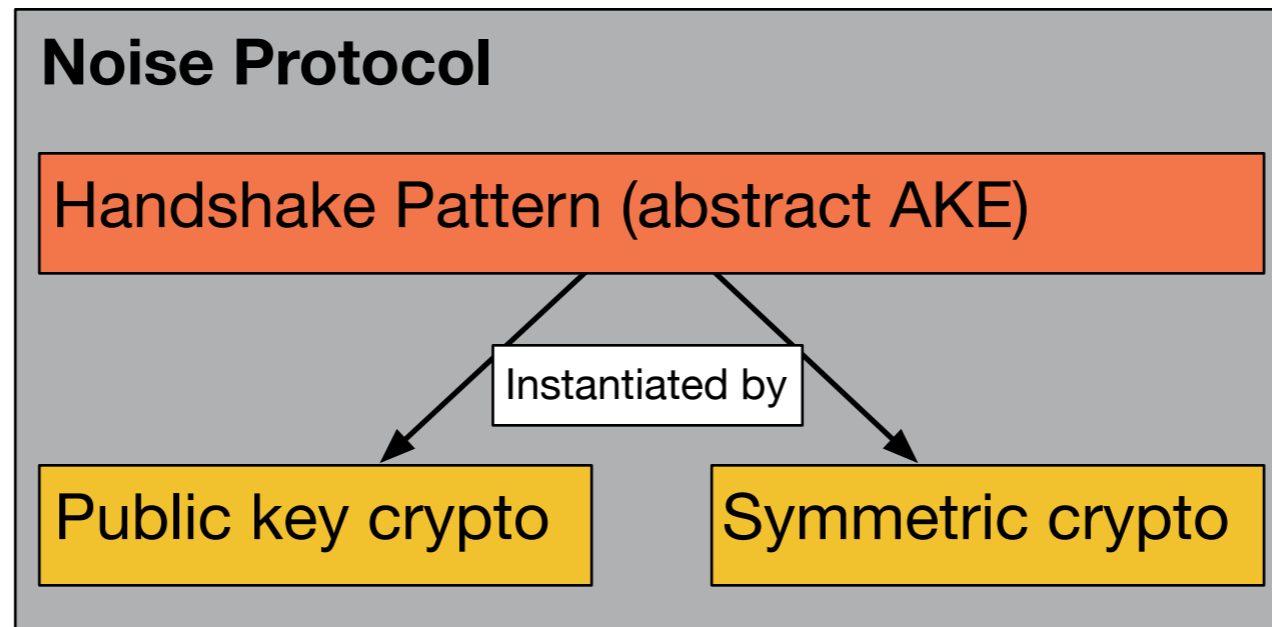 Noise Protocol
Handshake Pattern (abstract AKE)
Instantiated by
Public key crypto
Symmetric crypto